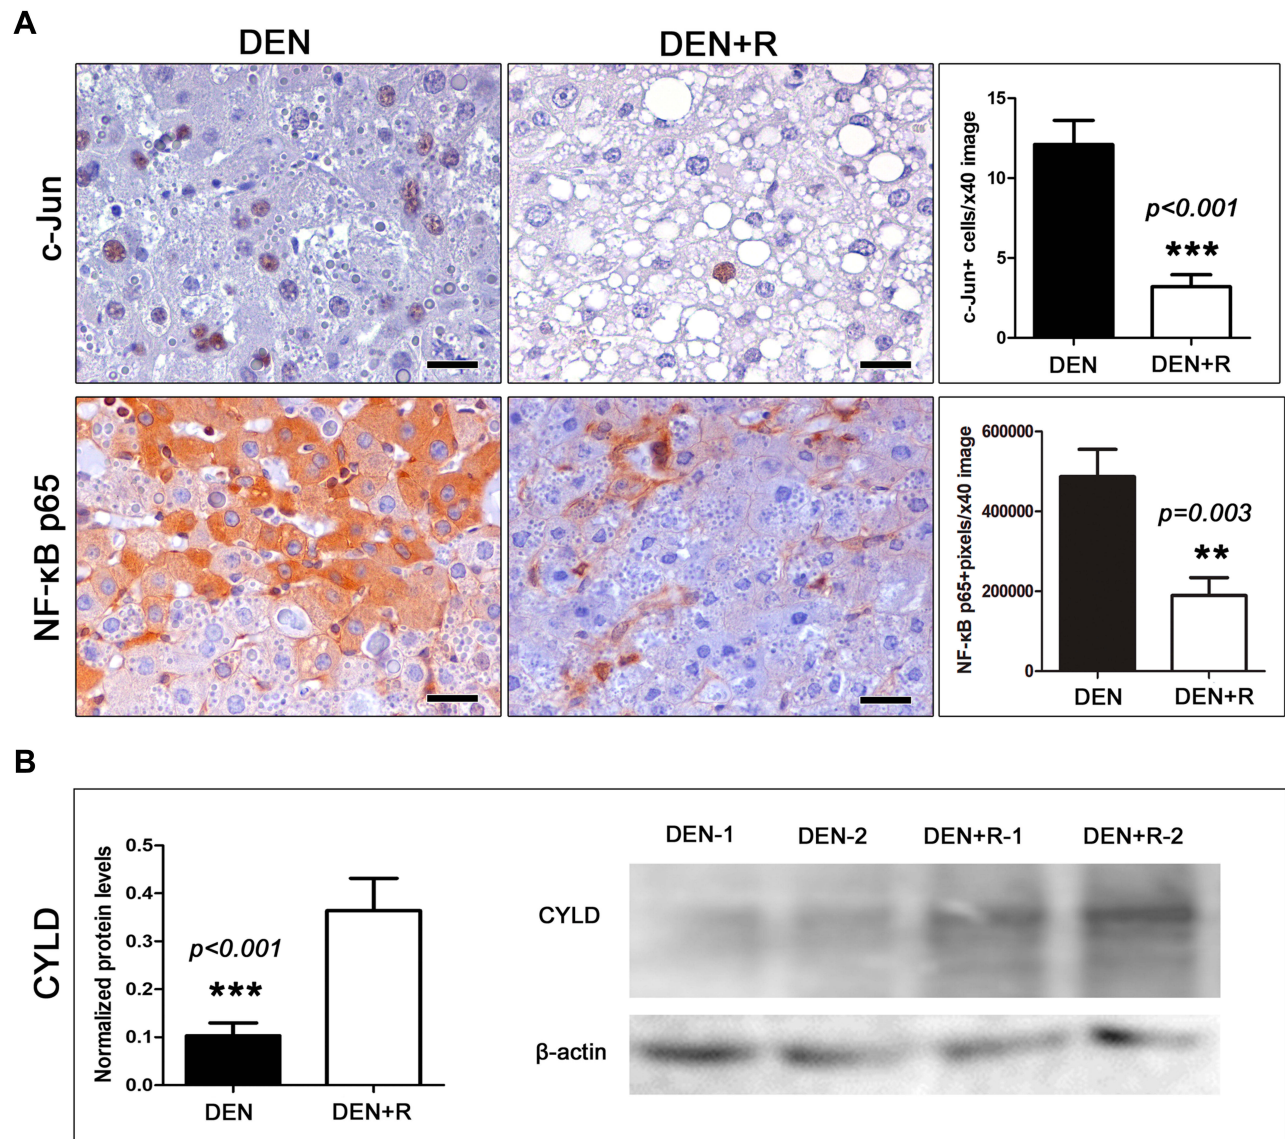 A
DEN
DEN+R
c-Jun
c-Jun+ cells/x40 image
15
10
5
0
p<0.001
***
DEN
DEN+R
NF-κB p65
NF-κB p65+pixels/x40 image
600000
400000
200000
0
p=0.003
**
DEN
DEN+R
B
CYLD
Normalized protein levels
0.5
0.4
0.3
0.2
0.1
0.0
p<0.001
***
DEN
DEN+R
DEN-1
DEN-2
DEN+R-1
DEN+R-2
CYLD
β-actin